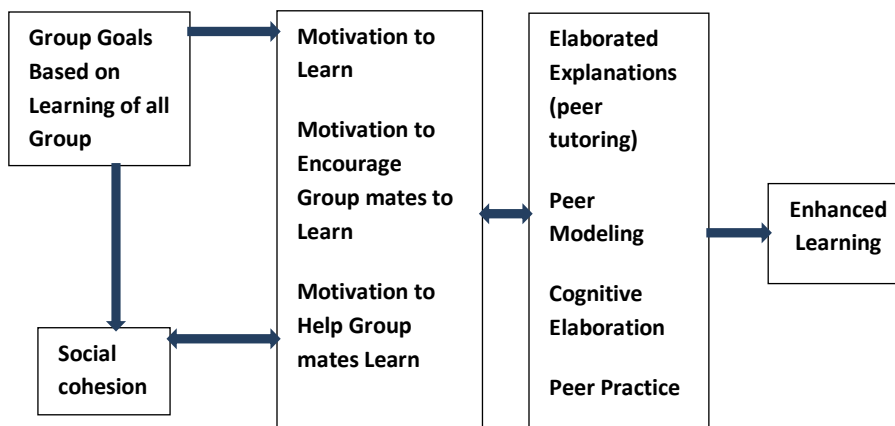 Group Goals
Based on
Learning of all
Group
Social
cohesion
Motivation to
Learn
Motivation to
Encourage
Group mates to
Learn
Motivation to
Help Group
mates Learn
Elaborated
Explanations
(peer
tutoring)
Peer
Modeling
Cognitive
Elaboration
Peer Practice
Enhanced
Learning